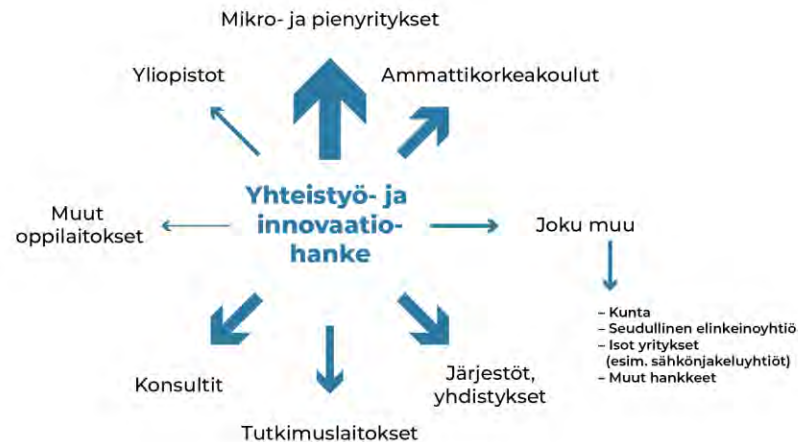 Mikro- ja pienyritykset
Yliopistot
Ammattikorkeakoulut
Yhteistyö- ja
innovaatio-
hanke
Muut
oppilaitokset
Joku muu
– Kunta
– Seudullinen elinkeinoyhtiö
– Isot yritykset
(esim. sähkönjakeluyhtiöt)
– Muut hankkeet
Konsultit
Järjestöt,
yhdistykset
Tutkimuslaitokset